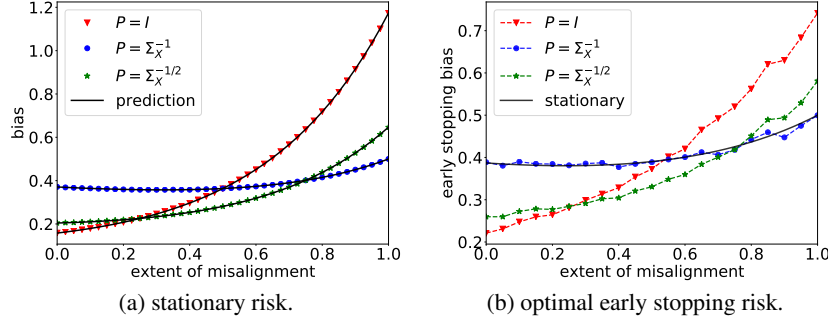 1.2
1.0
0.8
0.6
0.4
0.2
bias
P = I
P = Σ_X^{-1}
P = Σ_X^{-1/2}
prediction
0.0 0.2 0.4 0.6 0.8 1.0
extent of misalignment
(a) stationary risk.
0.7
0.6
0.5
0.4
0.3
0.2
early stopping bias
P = I
P = Σ_X^{-1}
P = Σ_X^{-1/2}
stationary
0.0 0.2 0.4 0.6 0.8 1.0
extent of misalignment
(b) optimal early stopping risk.